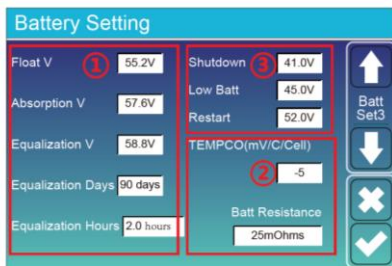 Battery Setting
Float V ① 55.2V
Absorption V 57.6V
Equalization V 58.8V
Equalization Days 90 days
Equalization Hours 2.0 hours
Shutdown ③ 41.0V
Low Batt 45.0V
Restart 52.0V
TEMPCO(mV/C/Cell)
② -5
Batt Resistance
25mOhms
Batt
Set3